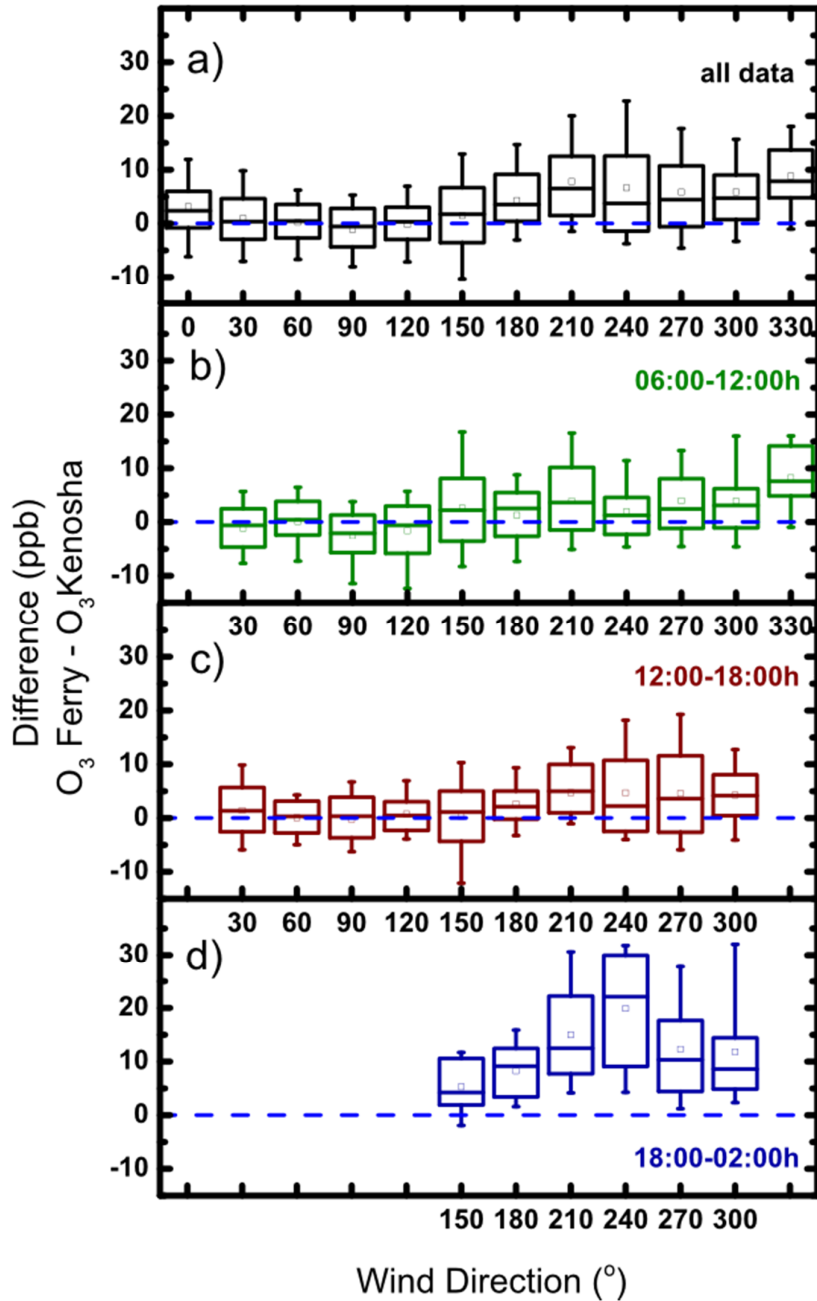 a)
all data
30
20
10
0
-10
0 30 60 90 120 150 180 210 240 270 300 330
b)
06:00-12:00h
30
20
10
0
-10
30 60 90 120 150 180 210 240 270 300 330
c)
12:00-18:00h
30
20
10
0
-10
30 60 90 120 150 180 210 240 270 300
d)
30
20
10
0
-10
18:00-02:00h
150 180 210 240 270 300
Difference (ppb)
O₃ Ferry - O₃ Kenosha
Wind Direction (°)